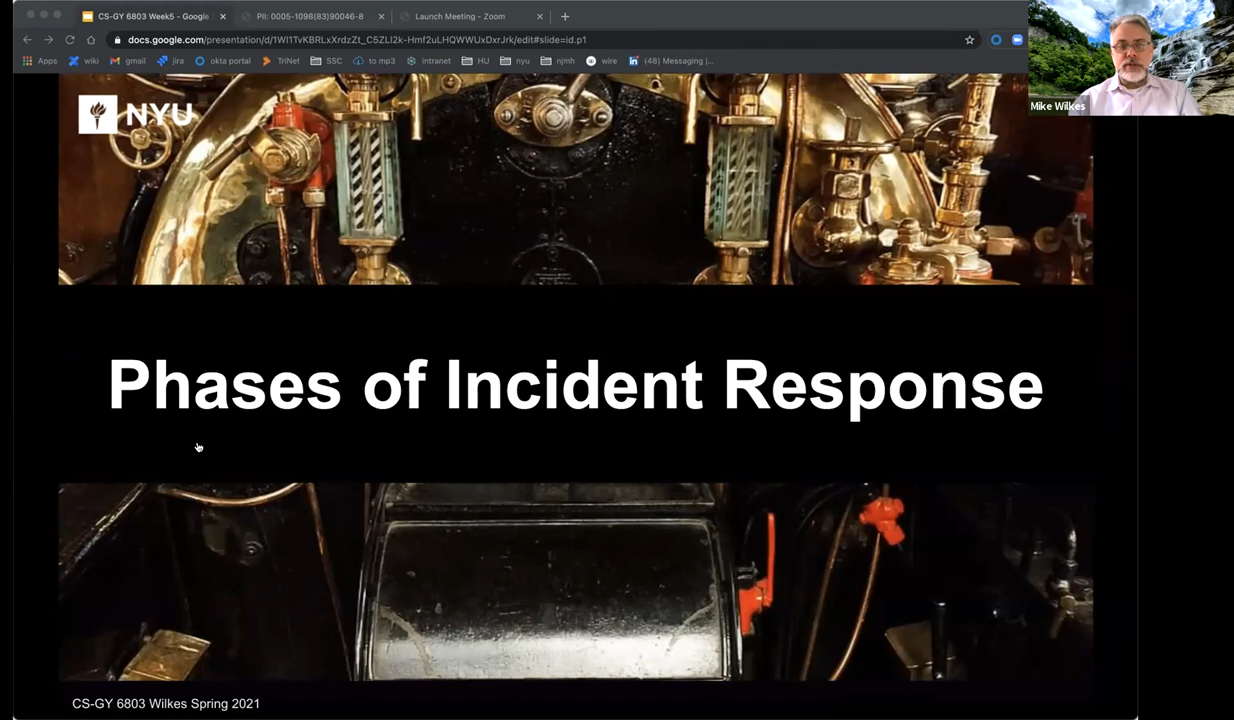 CS-GY 6803 Week5 - Google
PII: 0005-1098(83)90046-8
Launch Meeting - Zoom
docs.google.com/presentation/d/1WI1TvKBRLxXrdzZt_C5ZLI2k-Hmf2uLHQWWUxDxrJrk/edit#slide=id.p1
Apps wiki gmail jira okta portal TriNet SSC to mp3 intranet HU nyu njmh wire (48) Messaging |...
Mike Wilkes
NYU
Phases of Incident Response
CS-GY 6803 Wilkes Spring 2021